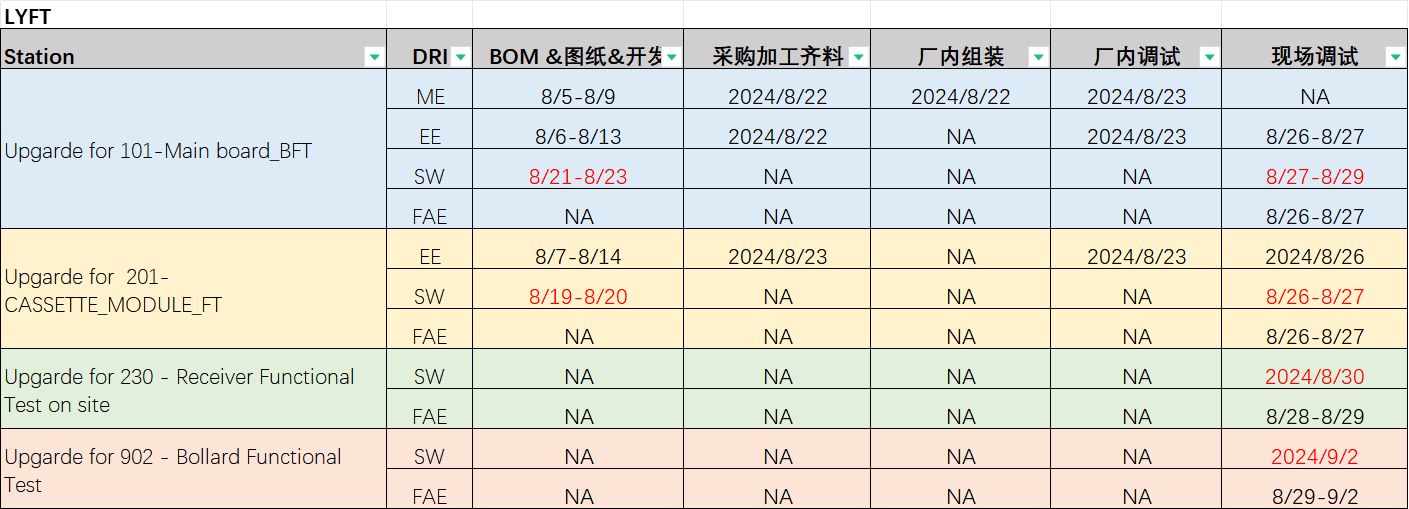 LYFT
Station DRI BOM &图纸&开发 采购加工齐料 厂内组装 厂内调试 现场调试
Upgarde for 101-Main board_BFT
ME 8/5-8/9 2024/8/22 2024/8/22 2024/8/23 NA
EE 8/6-8/13 2024/8/22 NA 2024/8/23 8/26-8/27
SW 8/21-8/23 NA NA NA 8/27-8/29
FAE NA NA NA NA 8/26-8/27
Upgarde for 201-
CASSETTE_MODULE_FT
EE 8/7-8/14 2024/8/23 NA 2024/8/23 2024/8/26
SW 8/19-8/20 NA NA NA 8/26-8/27
FAE NA NA NA NA 8/26-8/27
Upgarde for 230 - Receiver Functional
Test on site
SW NA NA NA NA 2024/8/30
FAE NA NA NA NA 8/28-8/29
Upgarde for 902 - Bollard Functional
Test
SW NA NA NA NA 2024/9/2
FAE NA NA NA NA 8/29-9/2